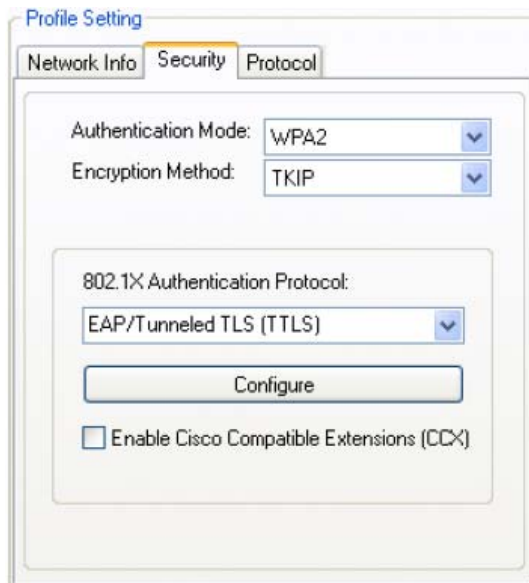 Profile Setting
Network Info Security Protocol
Authentication Mode: WPA2
Encryption Method: TKIP
802.1X Authentication Protocol:
EAP/Tunneled TLS (TTLS)
Configure
Enable Cisco Compatible Extensions (CCX)